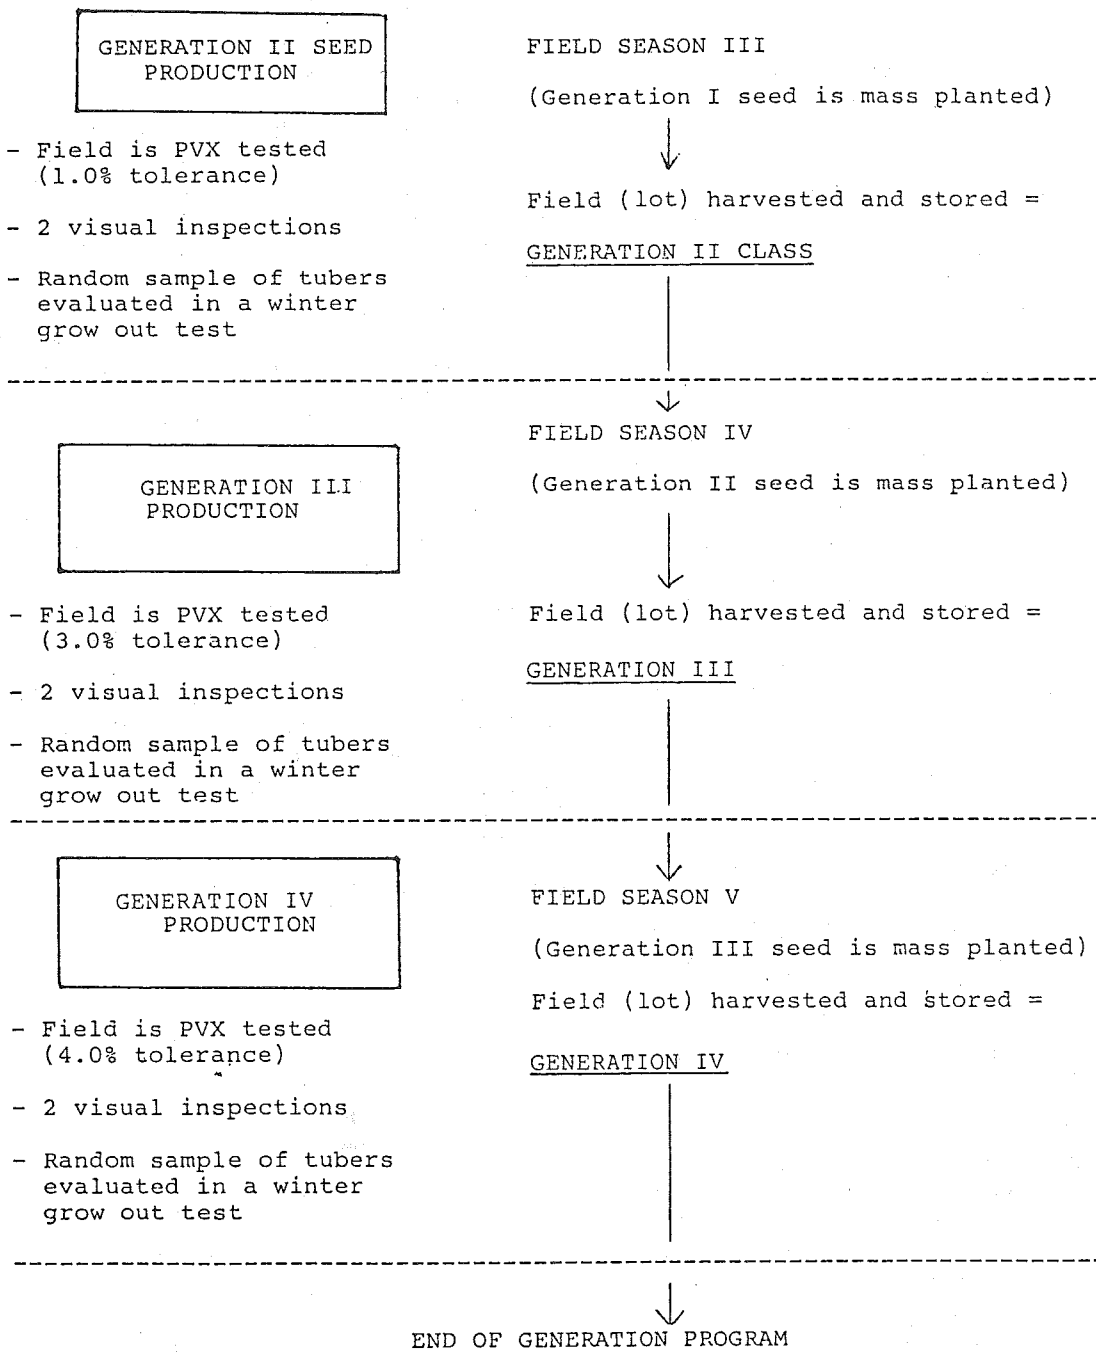 GENERATION II SEED
PRODUCTION
- Field is PVX tested
(1.0% tolerance)
- 2 visual inspections
- Random sample of tubers
evaluated in a winter
grow out test
FIELD SEASON III
(Generation I seed is mass planted)
Field (lot) harvested and stored =
GENERATION II CLASS
GENERATION III
PRODUCTION
- Field is PVX tested
(3.0% tolerance)
- 2 visual inspections
- Random sample of tubers
evaluated in a winter
grow out test
FIELD SEASON IV
(Generation II seed is mass planted)
Field (lot) harvested and stored =
GENERATION III
GENERATION IV
PRODUCTION
- Field is PVX tested
(4.0% tolerance)
- 2 visual inspections
- Random sample of tubers
evaluated in a winter
grow out test
FIELD SEASON V
(Generation III seed is mass planted)
Field (lot) harvested and stored =
GENERATION IV
END OF GENERATION PROGRAM